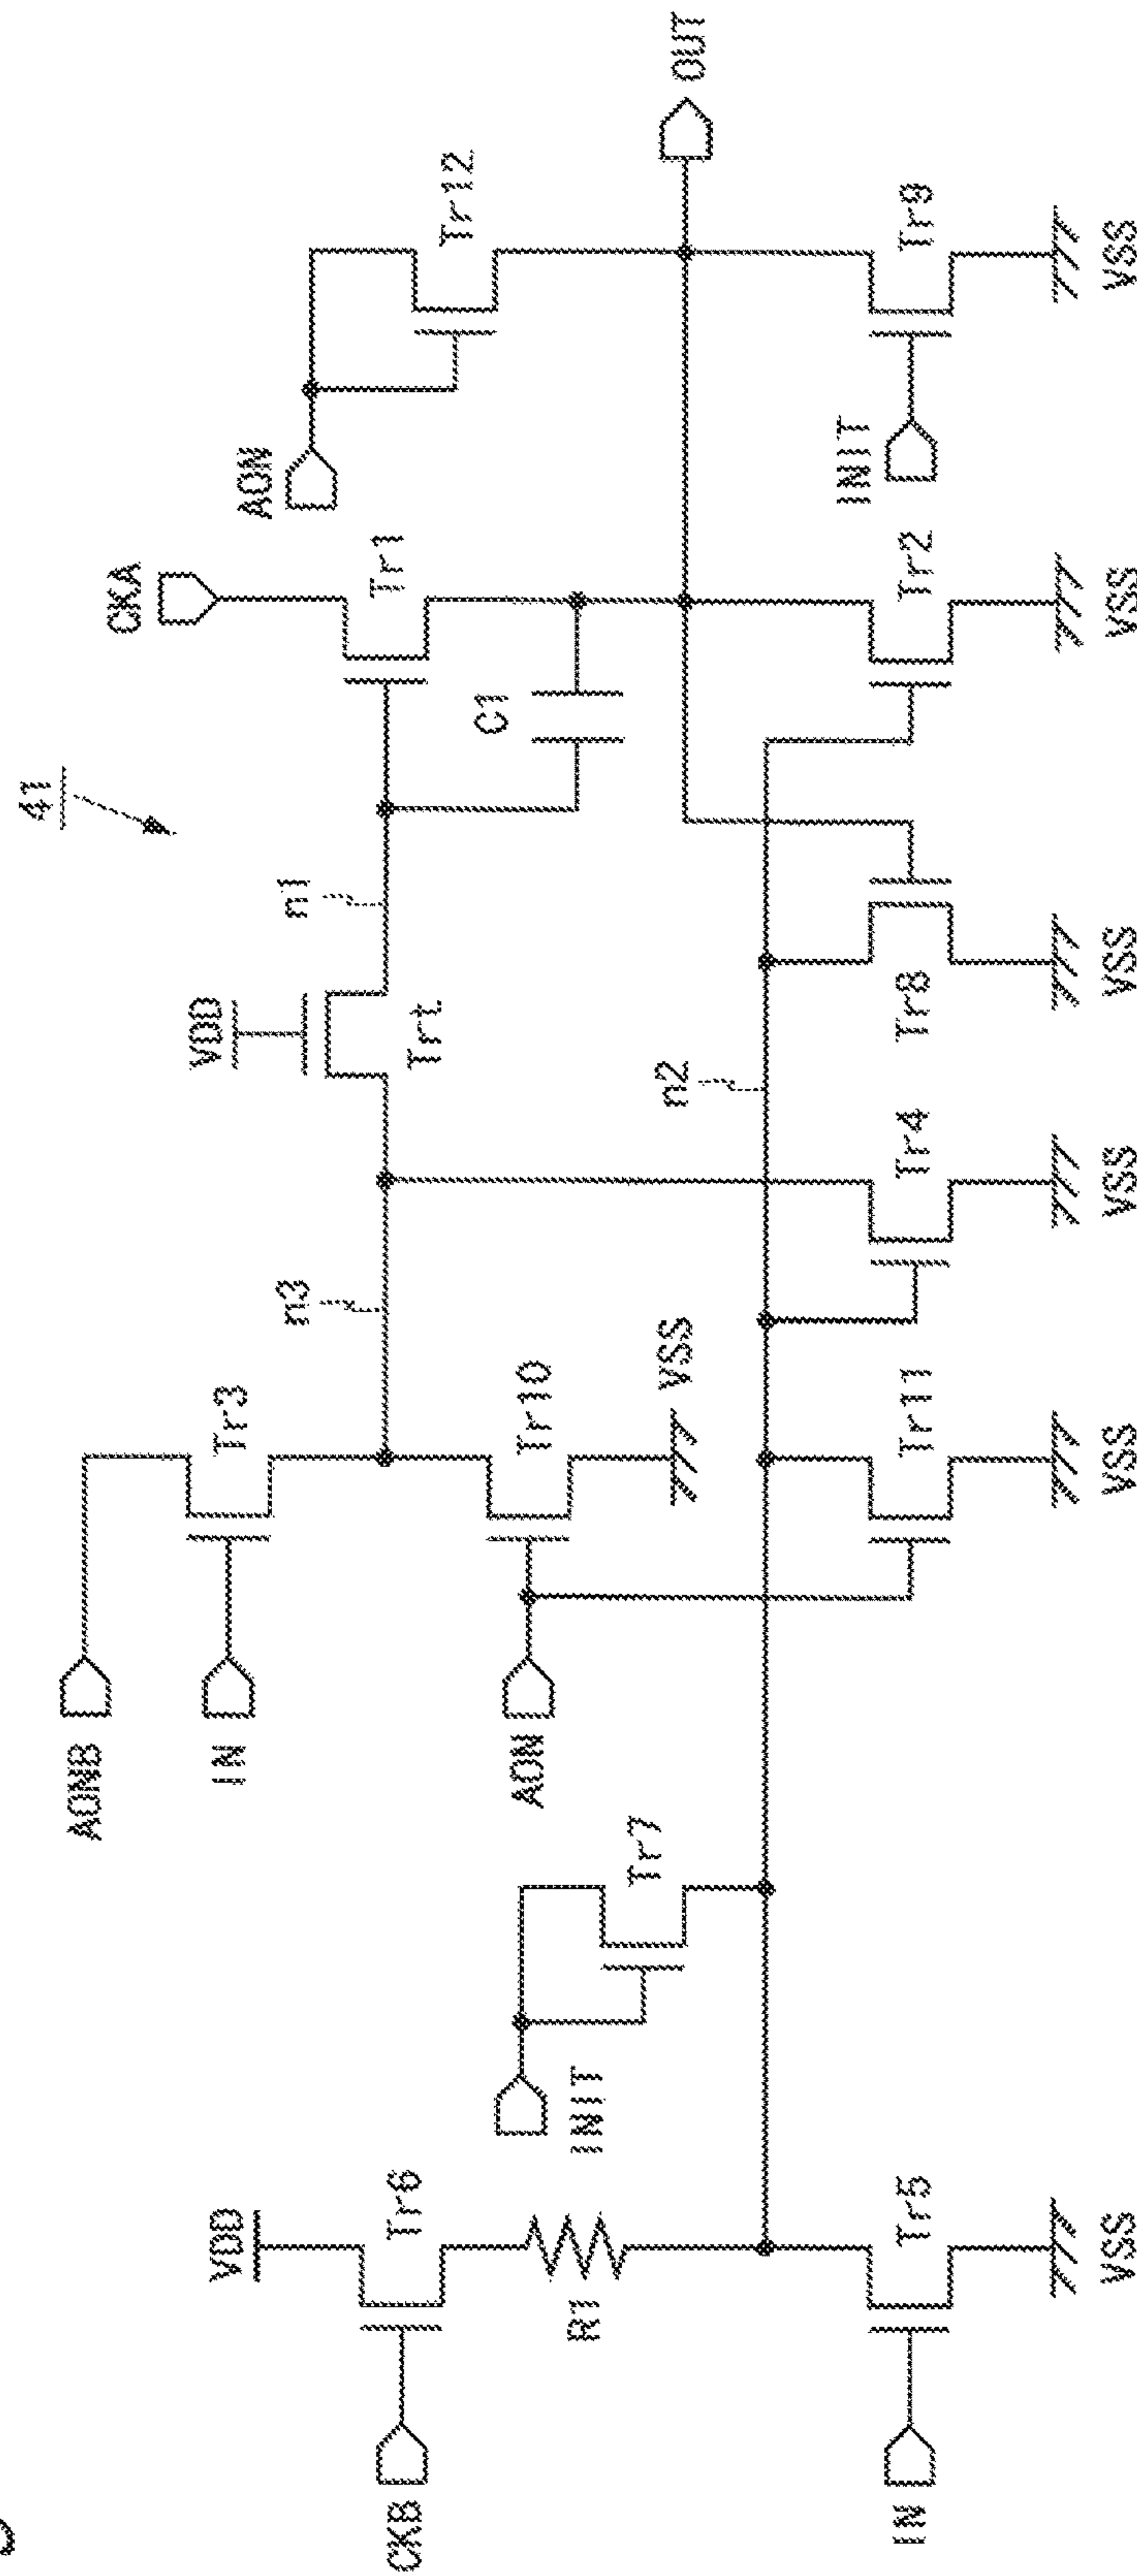 41
CKA
AON
Tr12
OUT
Tr1
C1
n1
VDD
Trt
n3
AONB
Tr3
IN
Tr10
VSS
AON
n2
INIT
Tr9
VSS
Tr2
VSS
Tr8
VSS
Tr4
VSS
Tr11
VSS
Tr7
INIT
VDD
Tr6
CKB
R1
Tr5
IN
VSS